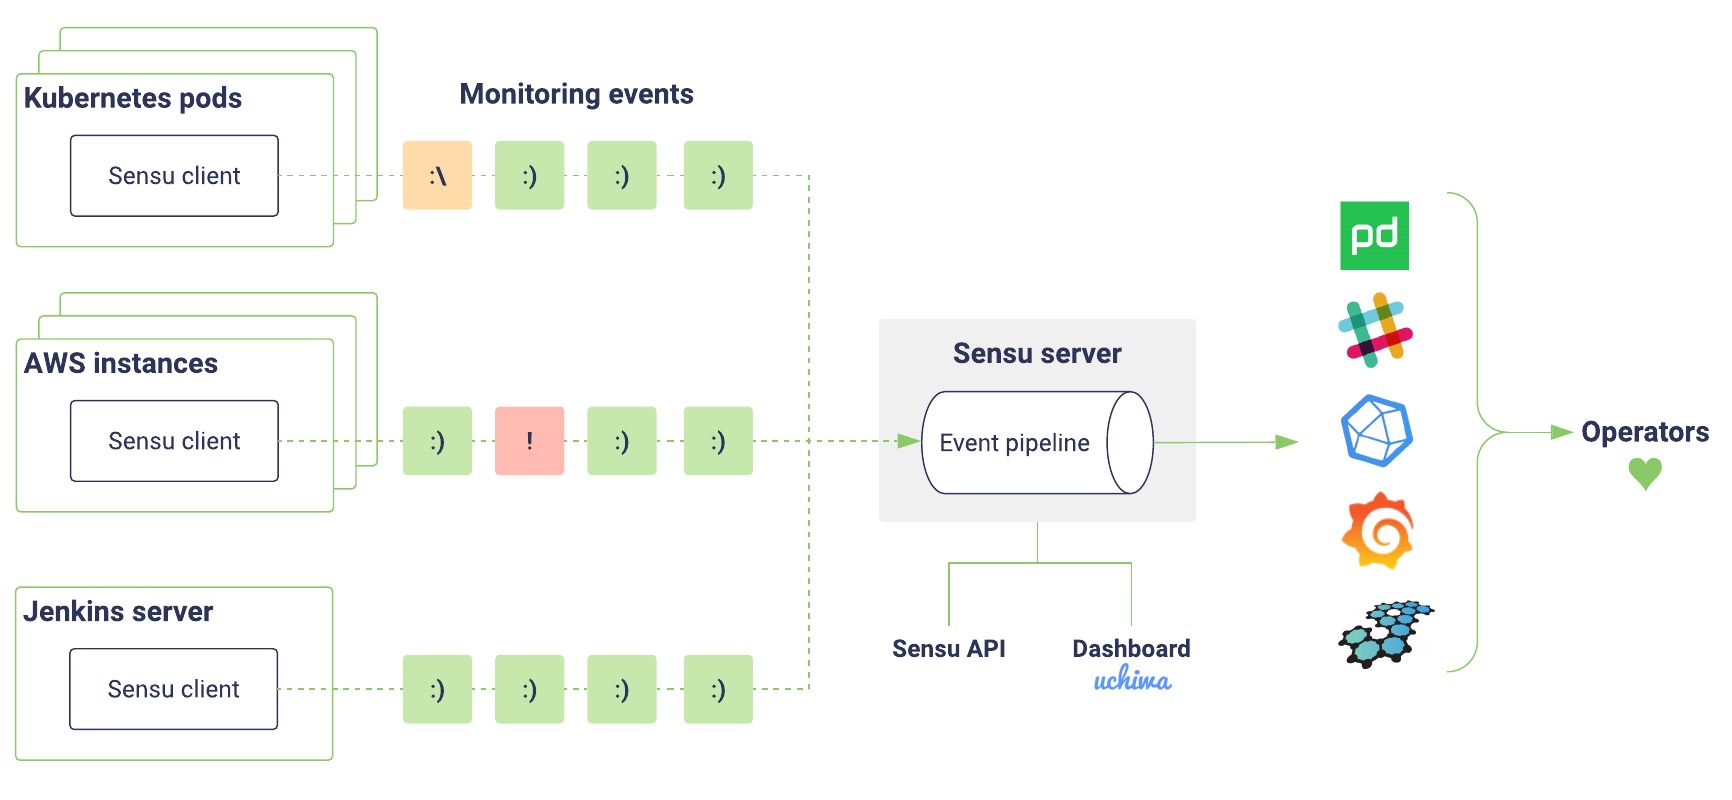 Kubernetes pods
Monitoring events
Sensu client
:\ :) :) :)
pd
AWS instances
Sensu server
Sensu client
:) ! :) :)
Event pipeline
Operators
Jenkins server
Sensu client
:) :) :) :)
Sensu API
Dashboard
uchiwa